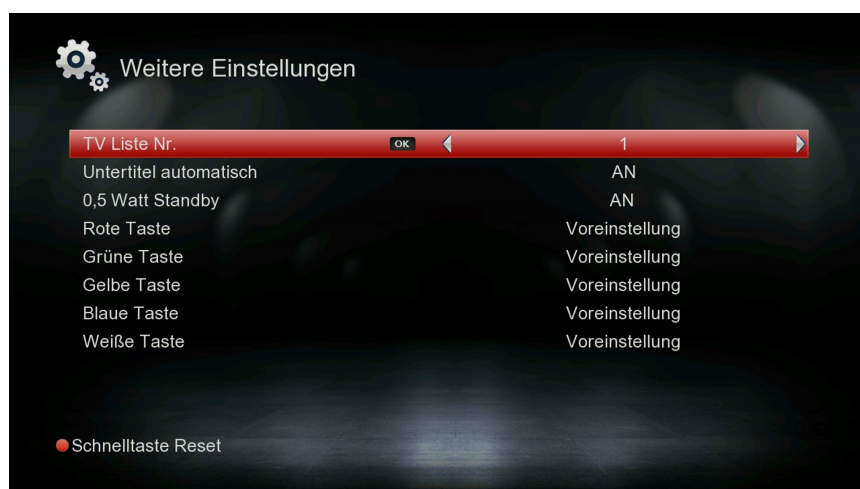 Weitere Einstellungen
TV Liste Nr. OK 1
Untertitel automatisch AN
0,5 Watt Standby AN
Rote Taste Voreinstellung
Grüne Taste Voreinstellung
Gelbe Taste Voreinstellung
Blaue Taste Voreinstellung
Weiße Taste Voreinstellung
Schnelltaste Reset